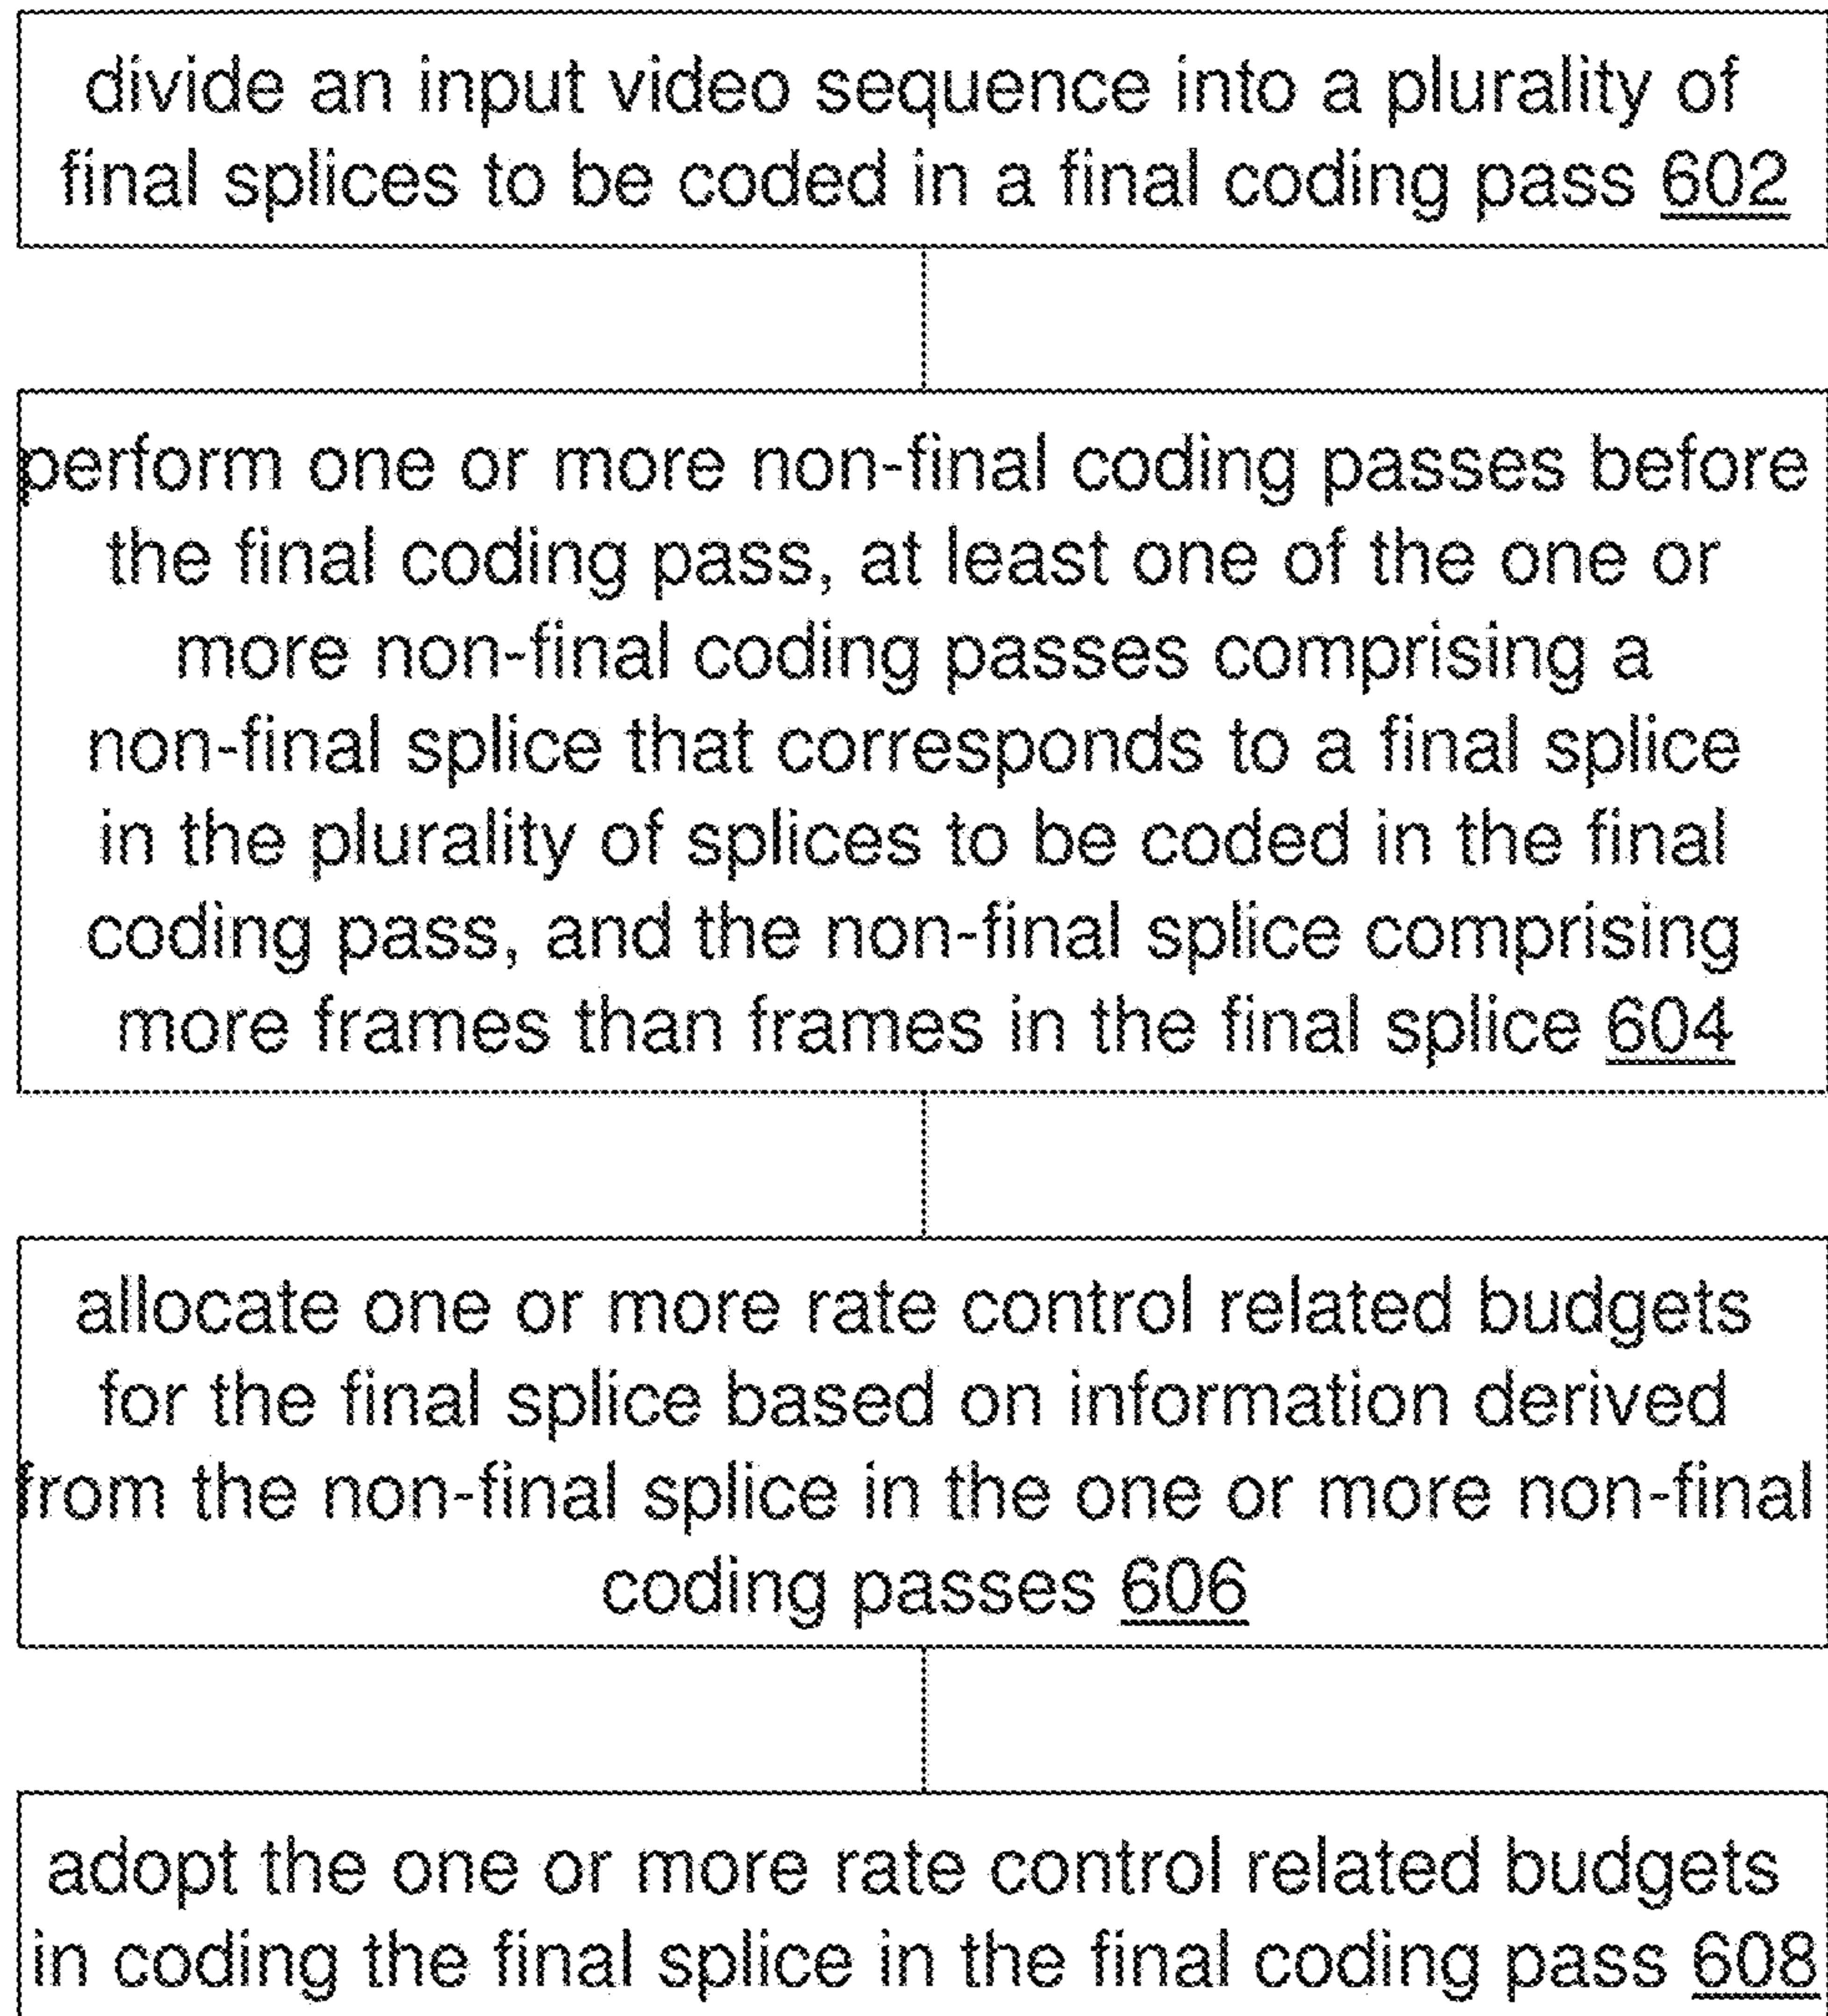 divide an input video sequence into a plurality of
final splices to be coded in a final coding pass 602
perform one or more non-final coding passes before
the final coding pass, at least one of the one or
more non-final coding passes comprising a
non-final splice that corresponds to a final splice
in the plurality of splices to be coded in the final
coding pass, and the non-final splice comprising
more frames than frames in the final splice 604
allocate one or more rate control related budgets
for the final splice based on information derived
from the non-final splice in the one or more non-final
coding passes 606
adopt the one or more rate control related budgets
in coding the final splice in the final coding pass 608